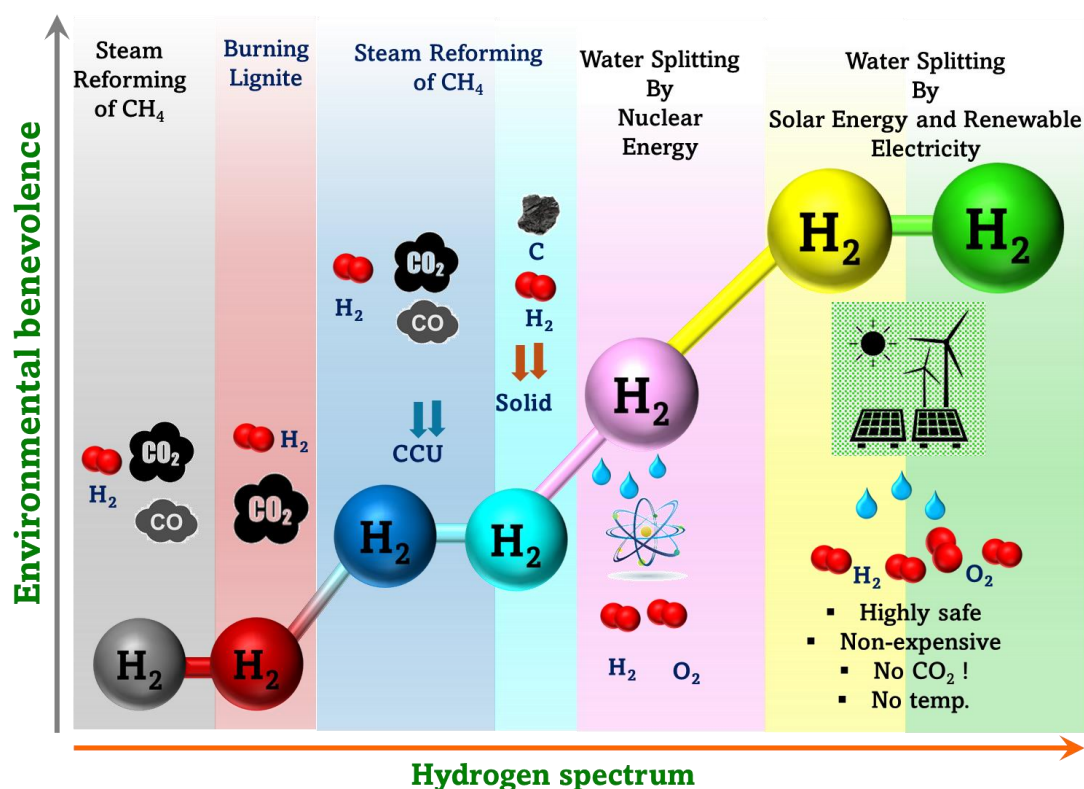 Environmental benevolence
Steam
Reforming
of CH₄
H₂
CO₂
CO
H₂
Burning
Lignite
H₂
CO₂
H₂
Steam Reforming
of CH₄
H₂
CO₂
CO
CCU
H₂
C
H₂
Solid
H₂
Water Splitting
By
Nuclear
Energy
H₂
H₂
O₂
Water Splitting
By
Solar Energy and Renewable
Electricity
H₂
H₂
H₂
O₂
▪ Highly safe
▪ Non-expensive
▪ No CO₂ !
▪ No temp.
Hydrogen spectrum